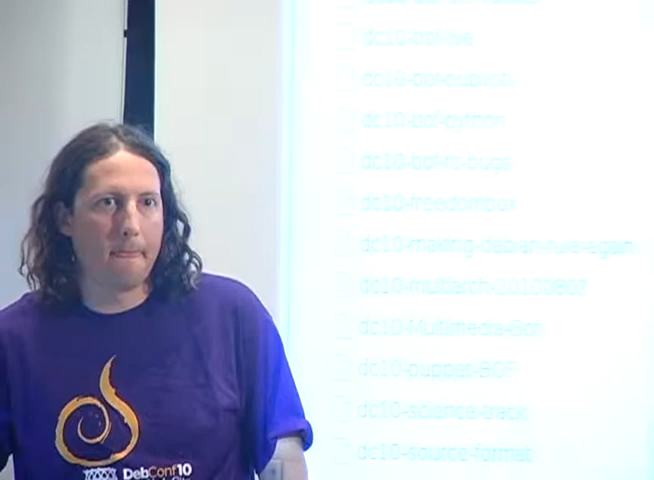 dc10-bof-live
dc10-bof-python
dc10-bof-rc-bugs
dc10-freedombox
dc10-making-debian-rule-again
dc10-multiarch-20100802
dc10-Multimedia-BoF
dc10-puppet-BOF
dc10-science-track
dc10-source-format
DebConf10